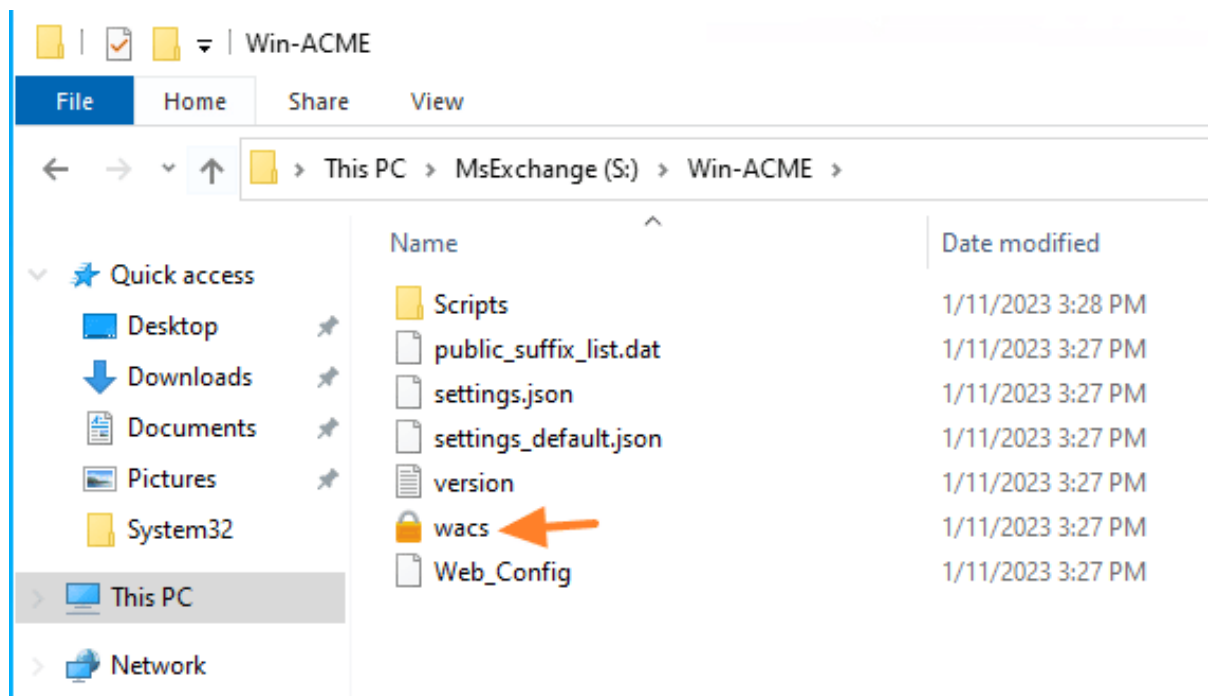 Win-ACME
File Home Share View
This PC > MsExchange (S:) > Win-ACME >
Name Date modified
Quick access
Desktop
Downloads
Documents
Pictures
System32
This PC
Network
Scripts 1/11/2023 3:28 PM
public_suffix_list.dat 1/11/2023 3:27 PM
settings.json 1/11/2023 3:27 PM
settings_default.json 1/11/2023 3:27 PM
version 1/11/2023 3:27 PM
wacs 1/11/2023 3:27 PM
Web_Config 1/11/2023 3:27 PM